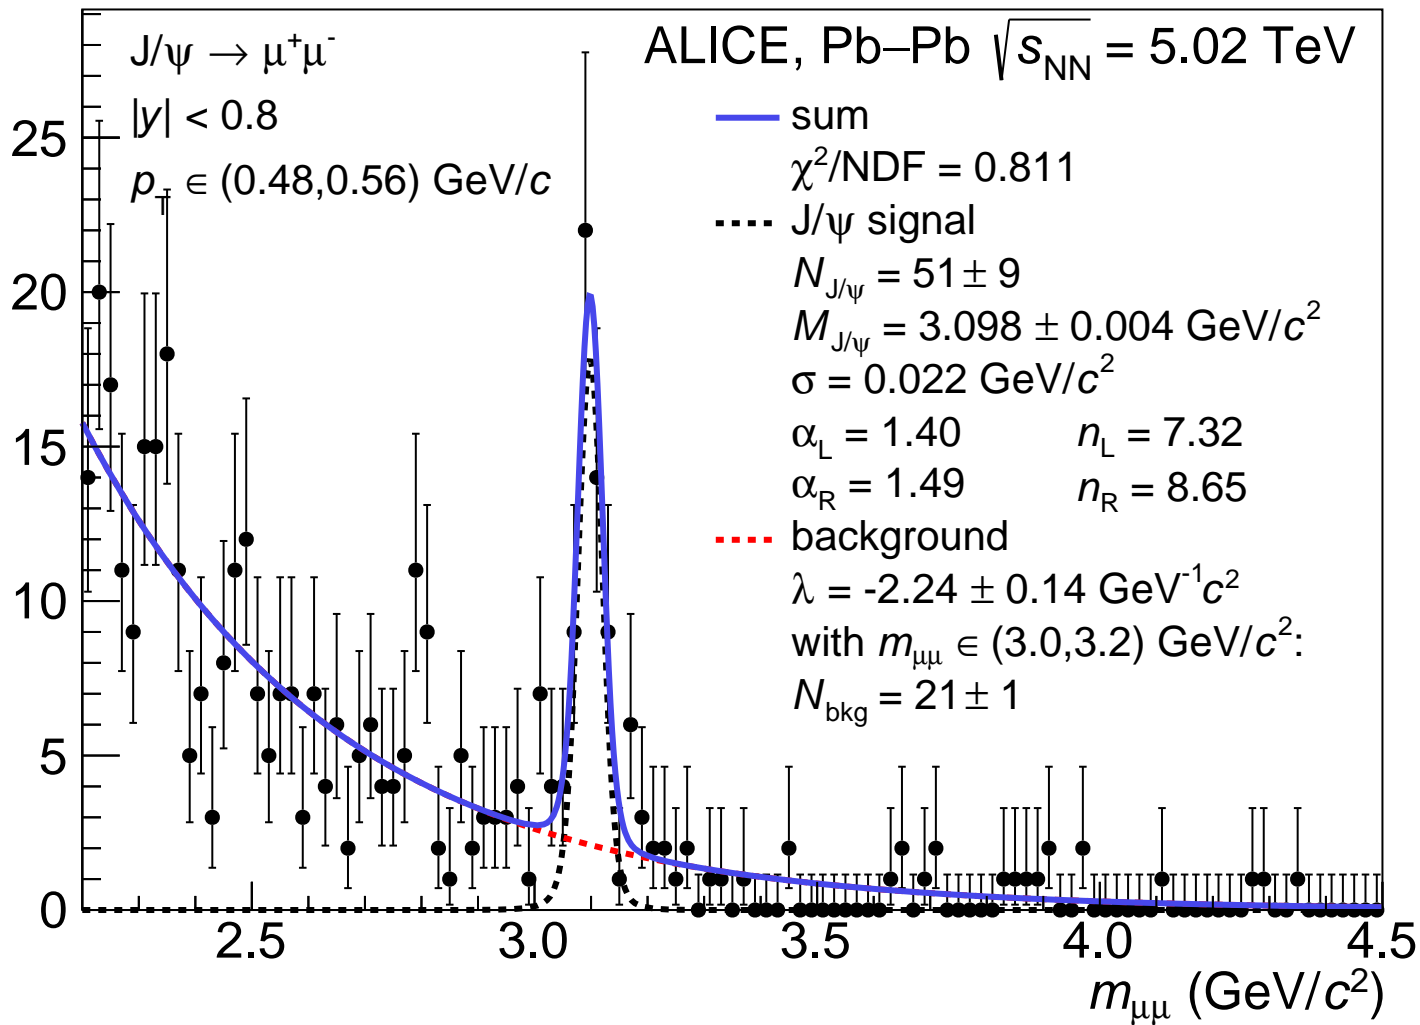 J/ψ → μ⁺μ⁻
|y| < 0.8
p_T ∈ (0.48,0.56) GeV/c
ALICE, Pb–Pb √s_NN = 5.02 TeV
sum
χ²/NDF = 0.811
J/ψ signal
N_J/ψ = 51 ± 9
M_J/ψ = 3.098 ± 0.004 GeV/c²
σ = 0.022 GeV/c²
α_L = 1.40 n_L = 7.32
α_R = 1.49 n_R = 8.65
background
λ = -2.24 ± 0.14 GeV⁻¹c²
with m_μμ ∈ (3.0,3.2) GeV/c²:
N_bkg = 21 ± 1
25
20
15
10
5
0
2.5 3.0 3.5 4.0 4.5
m_μμ (GeV/c²)